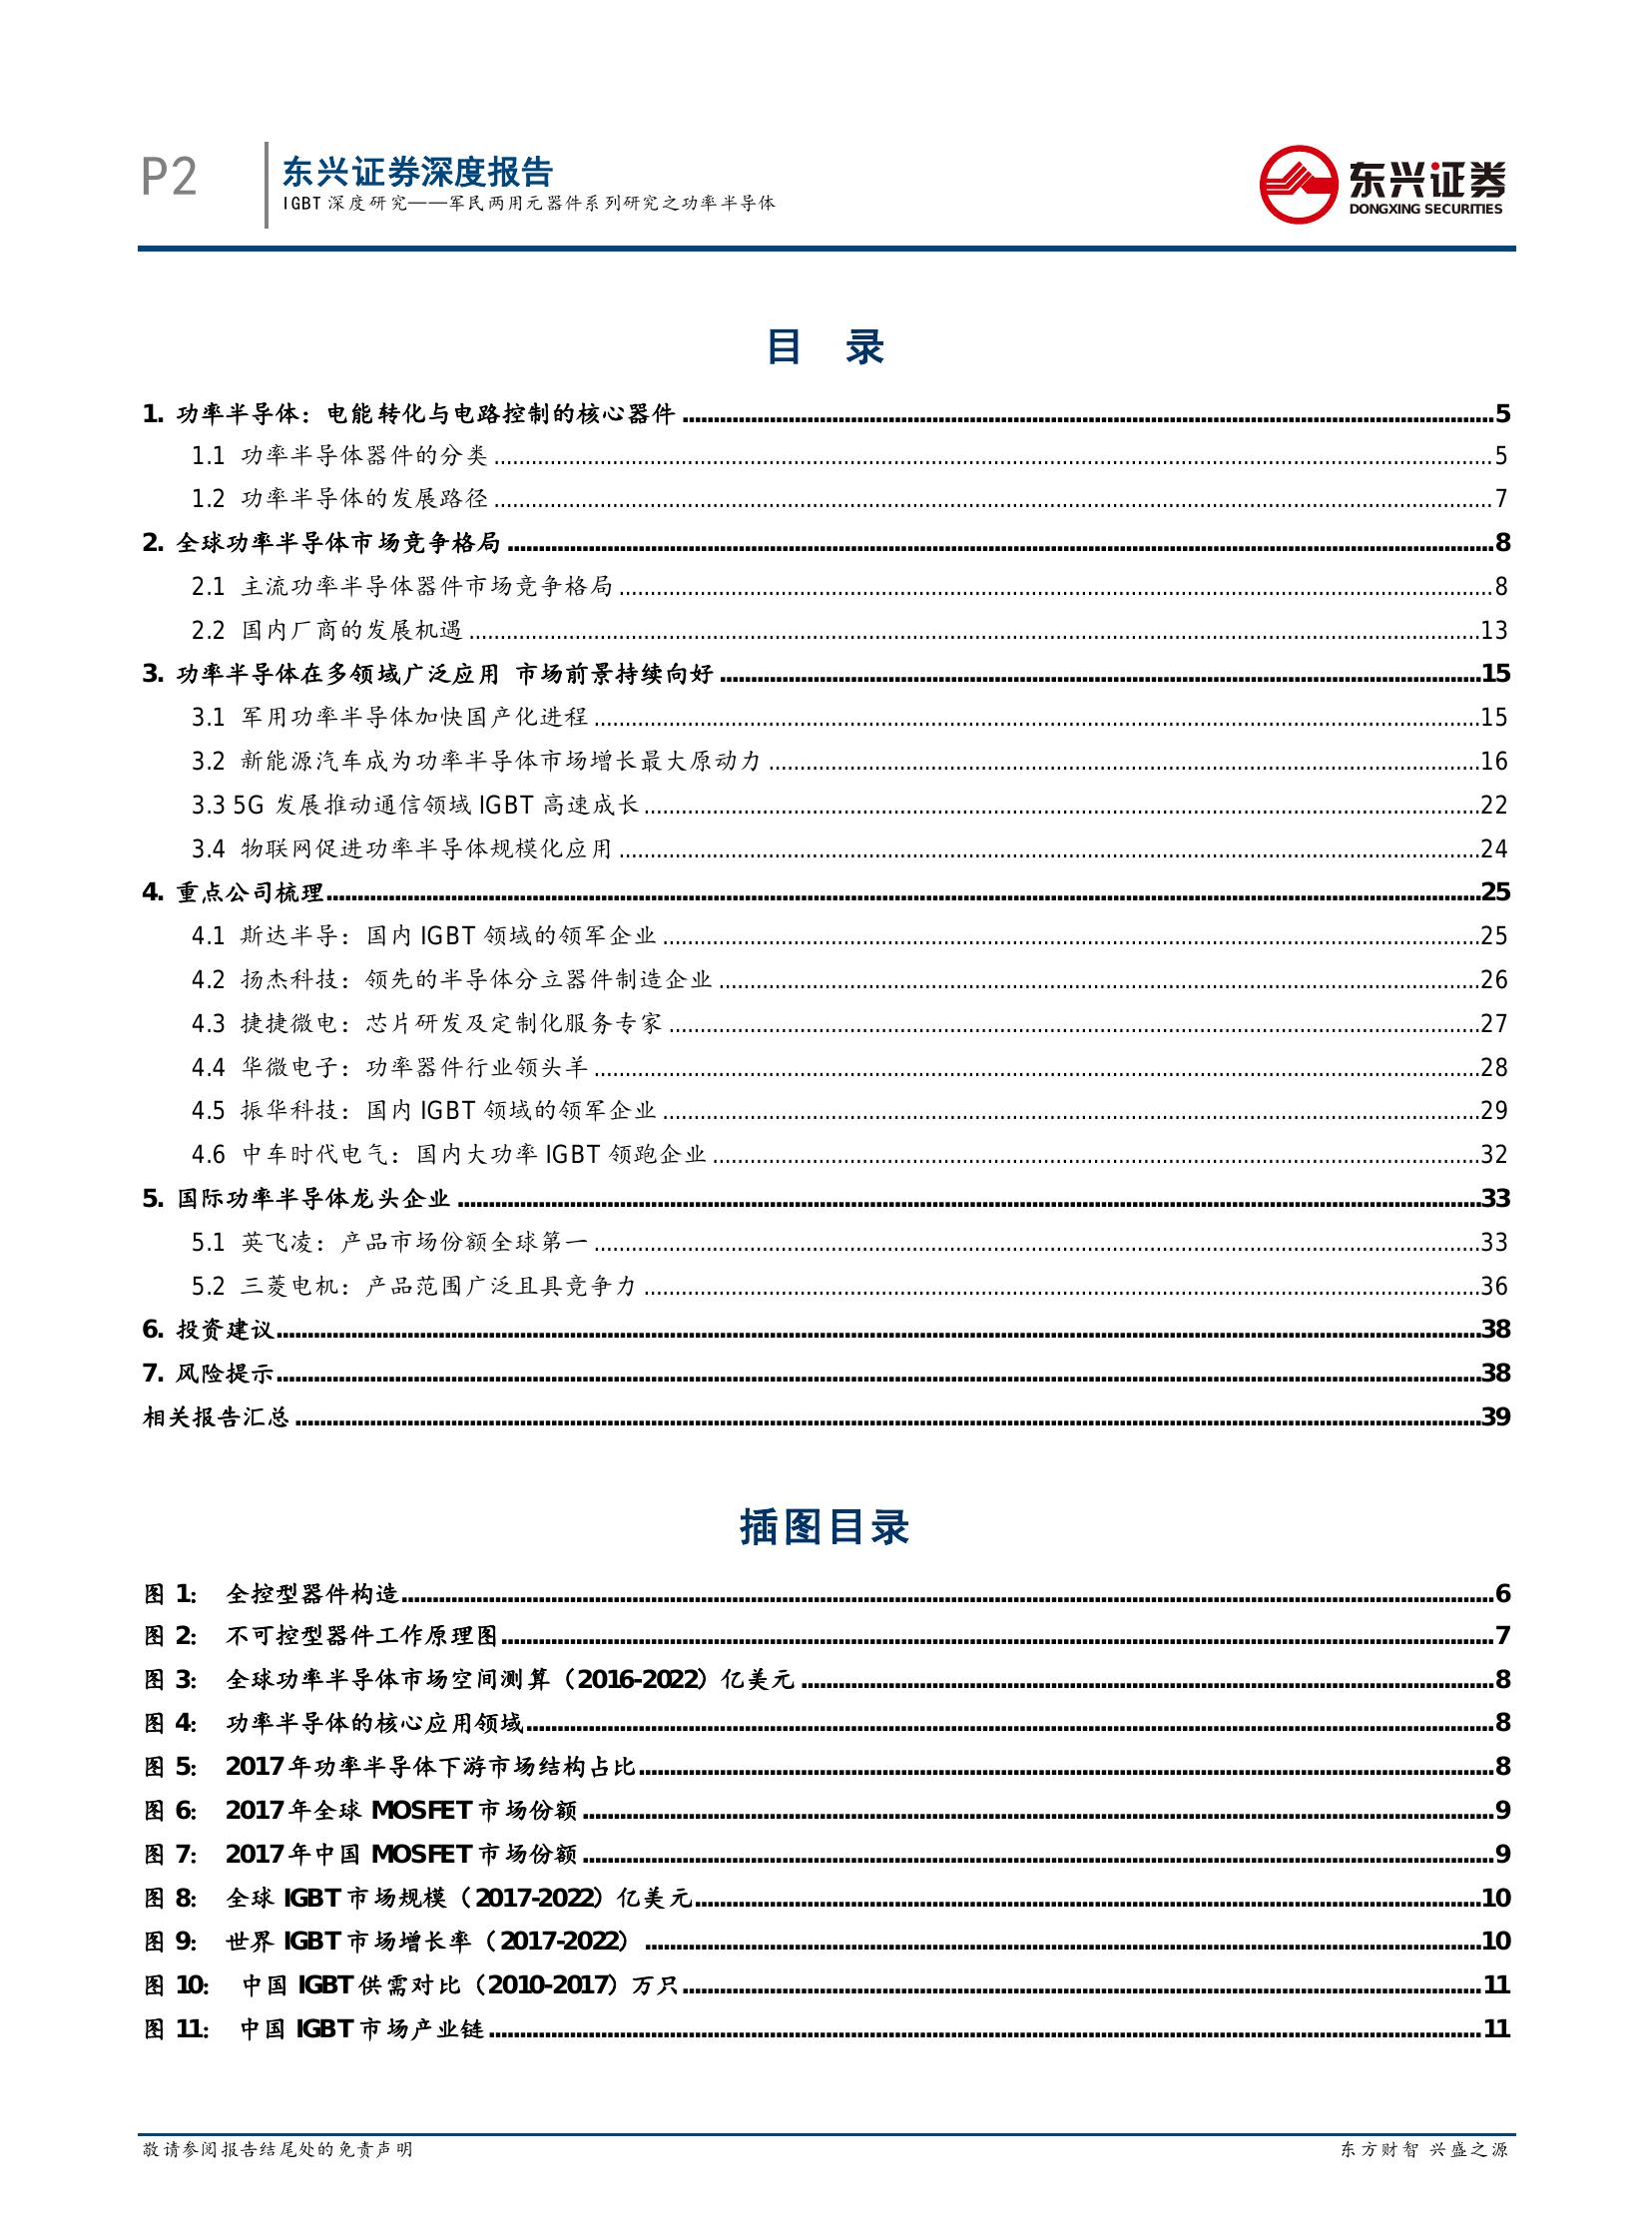 P2
东兴证券深度报告
IGBT 深度研究——军民两用元器件系列研究之功率半导体
东兴证券
DONGXING SECURITIES
目 录
1. 功率半导体：电能转化与电路控制的核心器件 5
1.1 功率半导体器件的分类 5
1.2 功率半导体的发展路径 7
2. 全球功率半导体市场竞争格局 8
2.1 主流功率半导体器件市场竞争格局 8
2.2 国内厂商的发展机遇 13
3. 功率半导体在多领域广泛应用 市场前景持续向好 15
3.1 军用功率半导体加快国产化进程 15
3.2 新能源汽车成为功率半导体市场增长最大原动力 16
3.3 5G 发展推动通信领域 IGBT 高速成长 22
3.4 物联网促进功率半导体规模化应用 24
4. 重点公司梳理 25
4.1 斯达半导：国内 IGBT 领域的领军企业 25
4.2 扬杰科技：领先的半导体分立器件制造企业 26
4.3 捷捷微电：芯片研发及定制化服务专家 27
4.4 华微电子：功率器件行业领头羊 28
4.5 振华科技：国内 IGBT 领域的领军企业 29
4.6 中车时代电气：国内大功率 IGBT 领跑企业 32
5. 国际功率半导体龙头企业 33
5.1 英飞凌：产品市场份额全球第一 33
5.2 三菱电机：产品范围广泛且具竞争力 36
6. 投资建议 38
7. 风险提示 38
相关报告汇总 39
插图目录
图 1: 全控型器件构造 6
图 2: 不可控型器件工作原理图 7
图 3: 全球功率半导体市场空间测算（2016-2022）亿美元 8
图 4: 功率半导体的核心应用领域 8
图 5: 2017 年功率半导体下游市场结构占比 8
图 6: 2017 年全球 MOSFET 市场份额 9
图 7: 2017 年中国 MOSFET 市场份额 9
图 8: 全球 IGBT 市场规模（2017-2022）亿美元 10
图 9: 世界 IGBT 市场增长率（2017-2022） 10
图 10: 中国 IGBT 供需对比（2010-2017）万只 11
图 11: 中国 IGBT 市场产业链 11
敬请参阅报告结尾处的免责声明
东方财智 兴盛之源